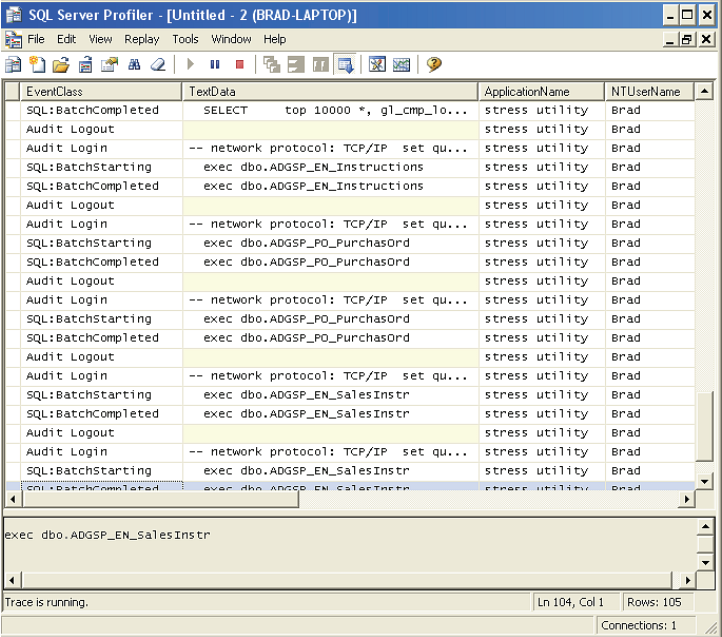 SQL Server Profiler - [Untitled - 2 (BRAD-LAPTOP)]
File Edit View Replay Tools Window Help
EventClass TextData ApplicationName NTUserName
SQL:BatchCompleted SELECT top 10000 *, gl_cmp_lo... stress utility Brad
Audit Logout stress utility Brad
Audit Login -- network protocol: TCP/IP set qu... stress utility Brad
SQL:BatchStarting exec dbo.ADGSP_EN_Instructions stress utility Brad
SQL:BatchCompleted exec dbo.ADGSP_EN_Instructions stress utility Brad
Audit Logout stress utility Brad
Audit Login -- network protocol: TCP/IP set qu... stress utility Brad
SQL:BatchStarting exec dbo.ADGSP_PO_PurchasOrd stress utility Brad
SQL:BatchCompleted exec dbo.ADGSP_PO_PurchasOrd stress utility Brad
Audit Logout stress utility Brad
Audit Login -- network protocol: TCP/IP set qu... stress utility Brad
SQL:BatchStarting exec dbo.ADGSP_PO_PurchasOrd stress utility Brad
SQL:BatchCompleted exec dbo.ADGSP_PO_PurchasOrd stress utility Brad
Audit Logout stress utility Brad
Audit Login -- network protocol: TCP/IP set qu... stress utility Brad
SQL:BatchStarting exec dbo.ADGSP_EN_SalesInstr stress utility Brad
SQL:BatchCompleted exec dbo.ADGSP_EN_SalesInstr stress utility Brad
Audit Logout stress utility Brad
Audit Login -- network protocol: TCP/IP set qu... stress utility Brad
SQL:BatchStarting exec dbo.ADGSP_EN_SalesInstr stress utility Brad
SQL:BatchCompleted exec dbo.ADGSP_EN_SalesInstr stress utility Brad
exec dbo.ADGSP_EN_SalesInstr
Trace is running. Ln 104, Col 1 Rows: 105
Connections: 1